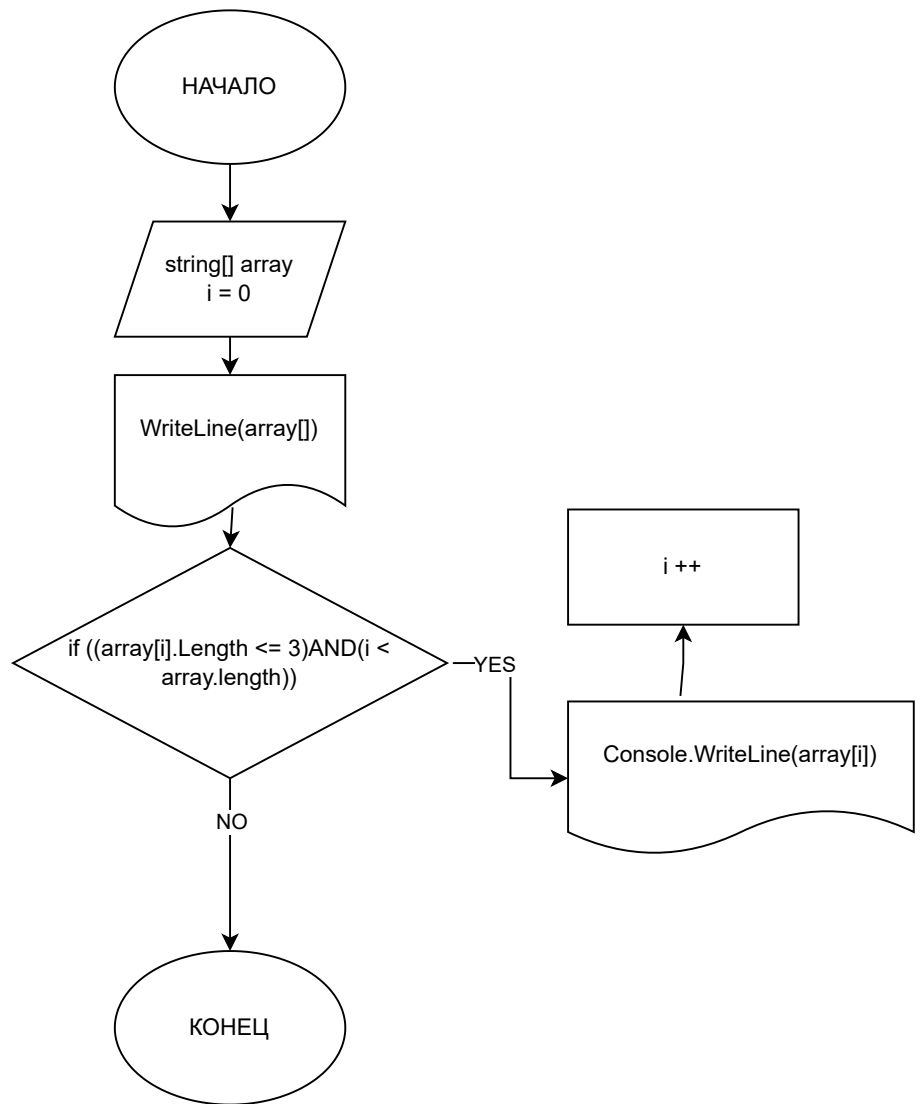 НАЧАЛО
string[] array
i = 0
WriteLine(array[])
if ((array[i].Length <= 3)AND(i <
array.length))
YES
i ++
Console.WriteLine(array[i])
NO
КОНЕЦ